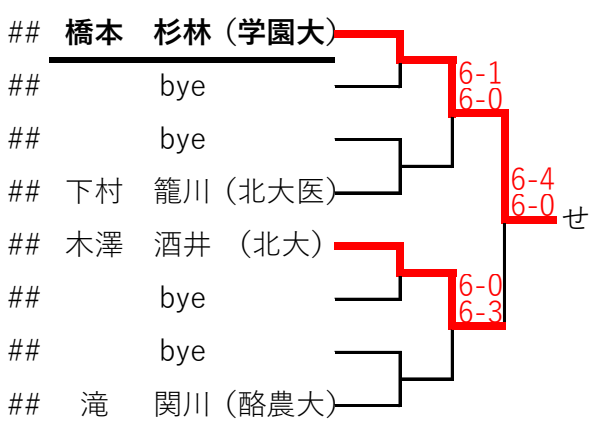 ## 橋本 杉林（学園大）
## bye
6-1
6-0
## bye
6-4
## 下村 籠川（北大医）
6-0
せ
## 木澤 酒井 （北大）
## bye
6-0
6-3
## bye
## 滝 関川（酪農大）